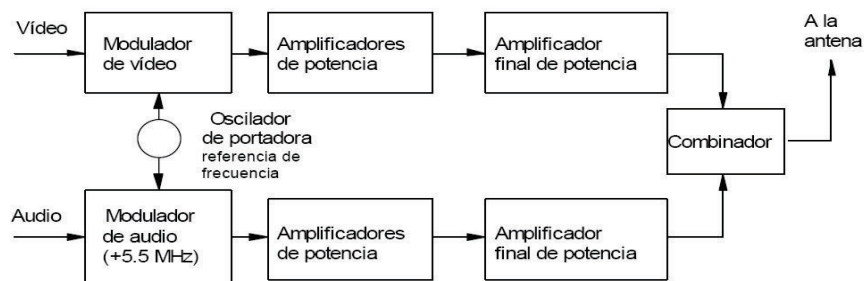 Vídeo
Modulador
de vídeo
Amplificadores
de potencia
Amplificador
final de potencia
A la
antena
Oscilador
de portadora
referencia de
frecuencia
Combinador
Audio
Modulador
de audio
(+5.5 MHz)
Amplificadores
de potencia
Amplificador
final de potencia